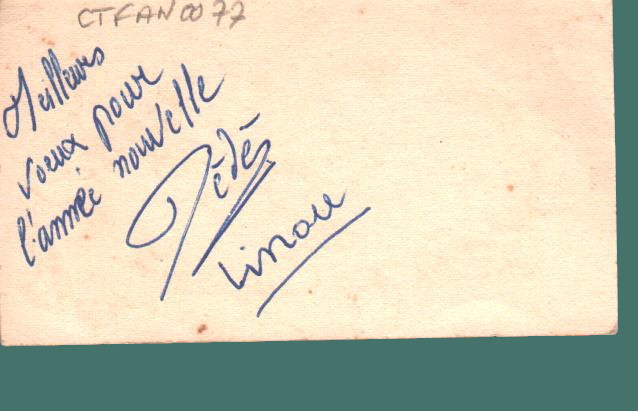 CTFAN0077
Meilleurs
voeux pour
l'année nouvelle
Dédé
Linou